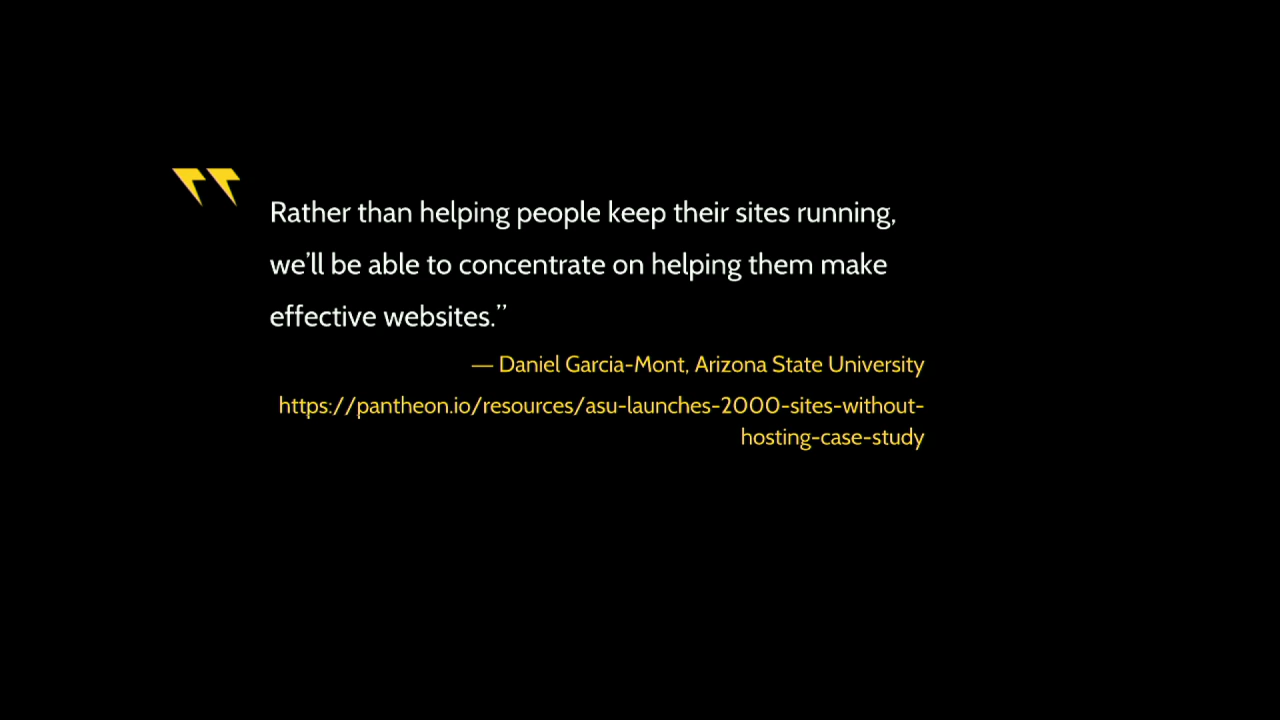 Rather than helping people keep their sites running,
we’ll be able to concentrate on helping them make
effective websites.”
— Daniel Garcia-Mont, Arizona State University
https://pantheon.io/resources/asu-launches-2000-sites-without-
hosting-case-study